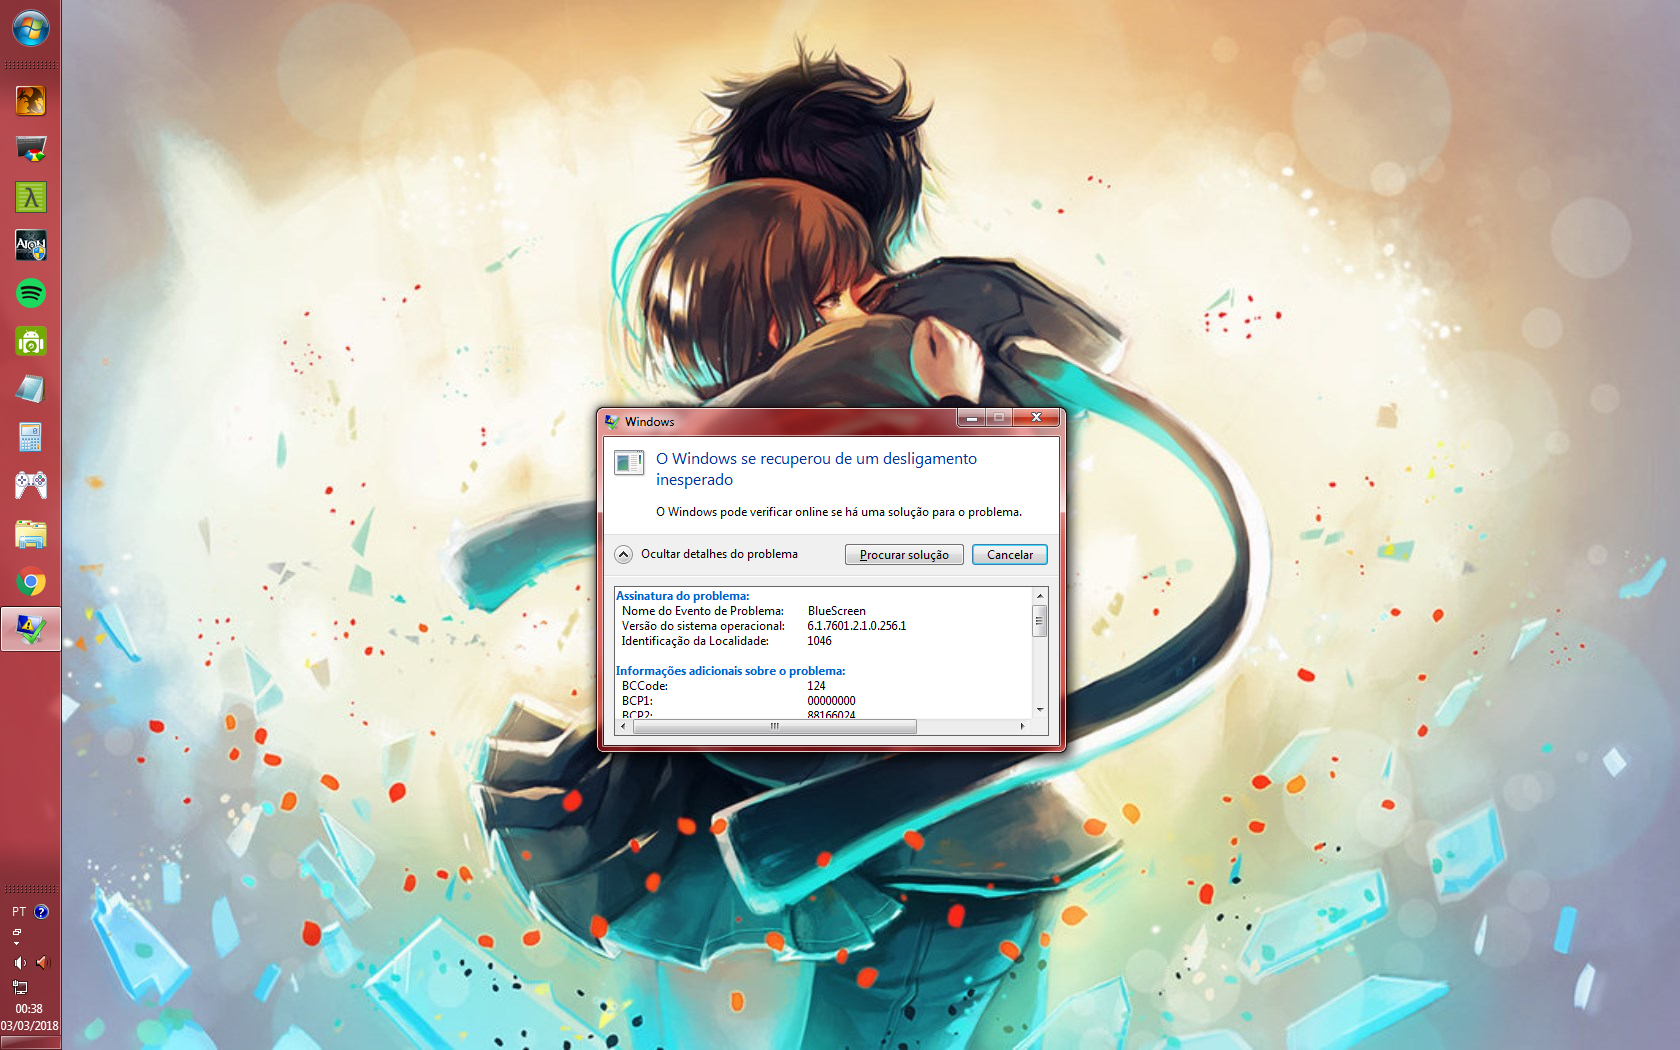 λ
AION
Windows
O Windows se recuperou de um desligamento
inesperado
O Windows pode verificar online se há uma solução para o problema.
Ocultar detalhes do problema
Procurar solução
Cancelar
Assinatura do problema:
Nome do Evento de Problema: BlueScreen
Versão do sistema operacional: 6.1.7601.2.1.0.256.1
Identificação da Localidade: 1046
Informações adicionais sobre o problema:
BCCode: 124
BCP1: 00000000
BCP2: 88166024
PT
00:38
03/03/2018